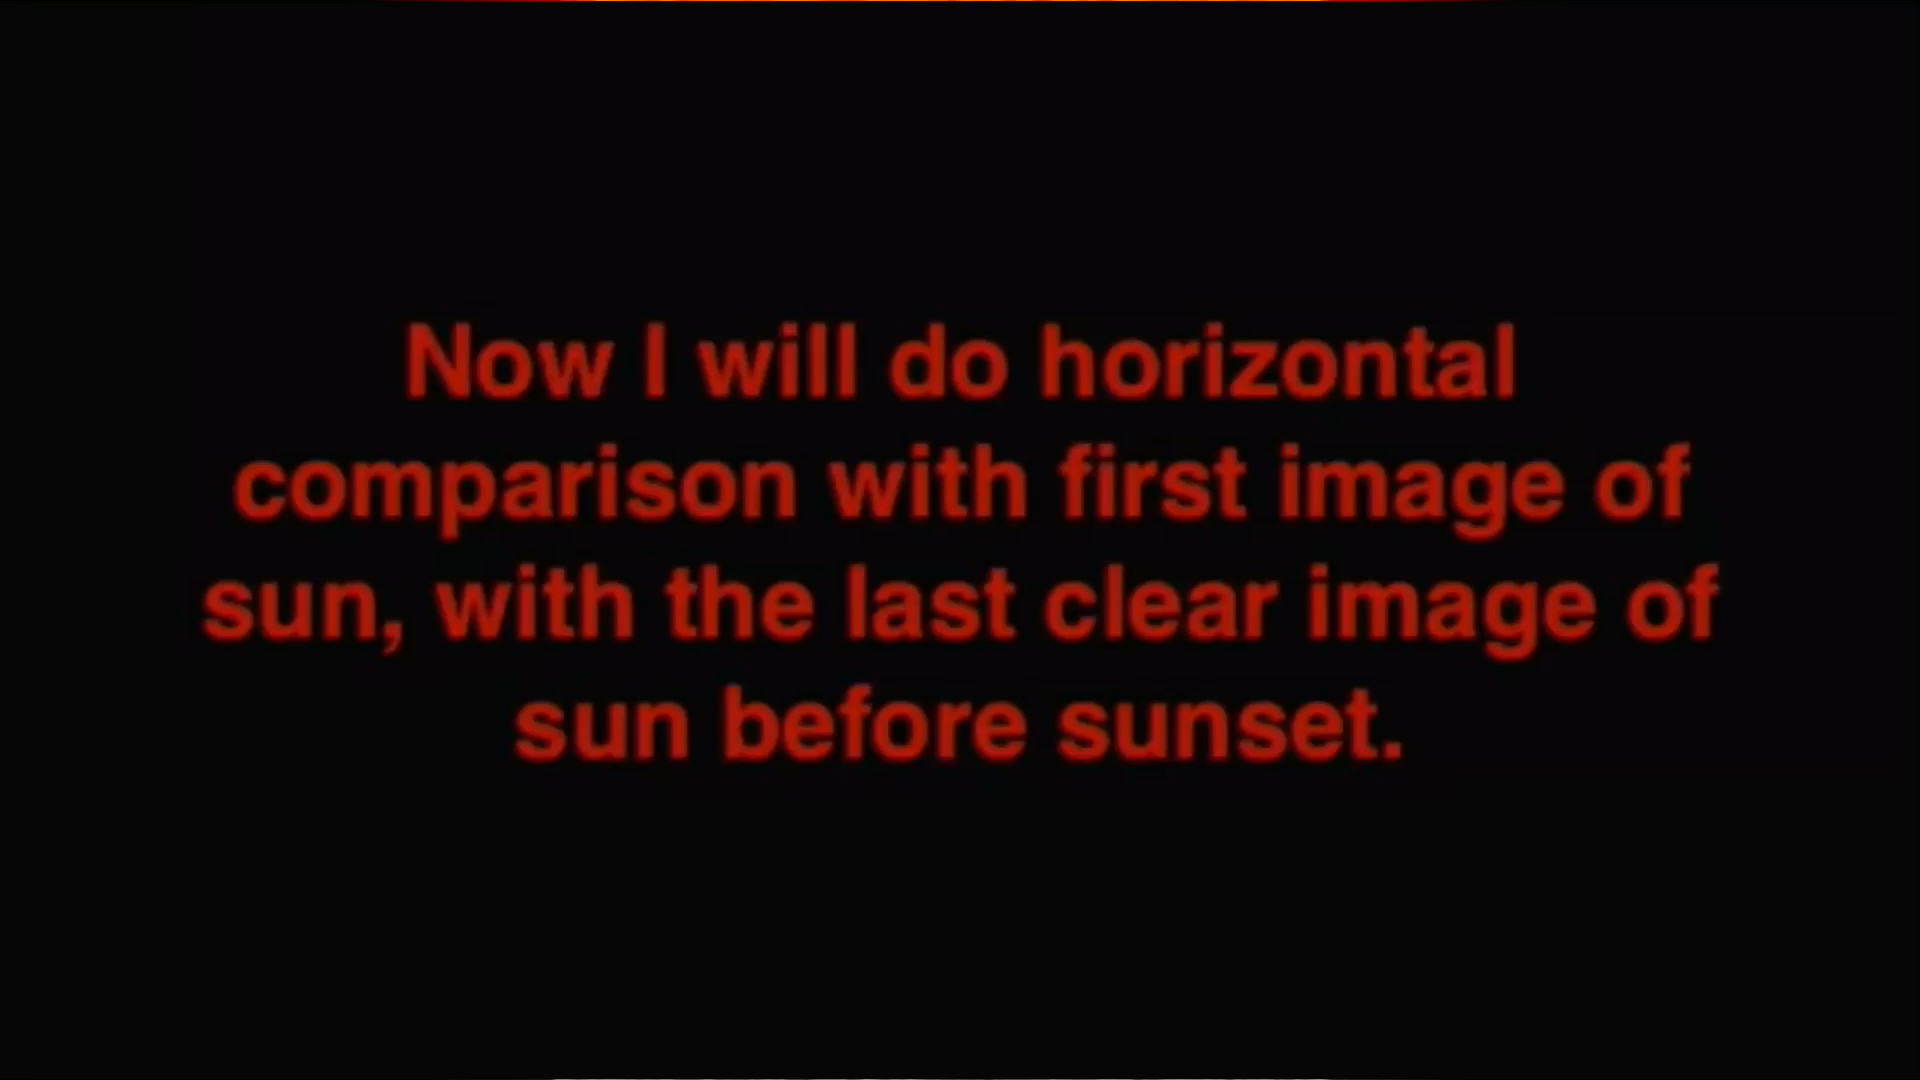 Now I will do horizontal
comparison with first image of
sun, with the last clear image of
sun before sunset.